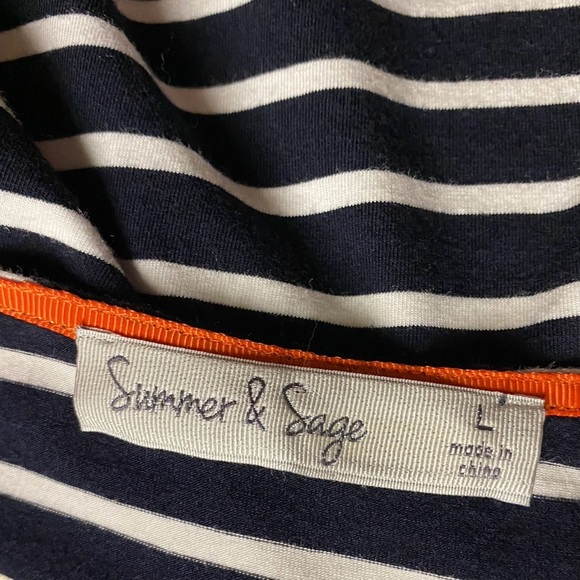 Summer & Sage
L
made in
china